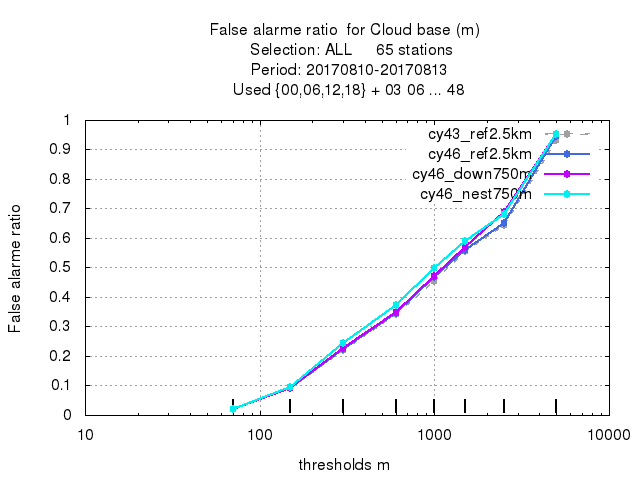 False alarme ratio  for Cloud base (m)
Selection: ALL     65 stations
Period: 20170810-20170813
Used {00,06,12,18} + 03 06 ... 48
cy43_ref2.5km
cy46_ref2.5km
cy46_down750m
cy46_nest750m
1
0.9
0.8
0.7
0.6
0.5
0.4
0.3
0.2
0.1
0
False alarme ratio
10 100 1000 10000
thresholds m